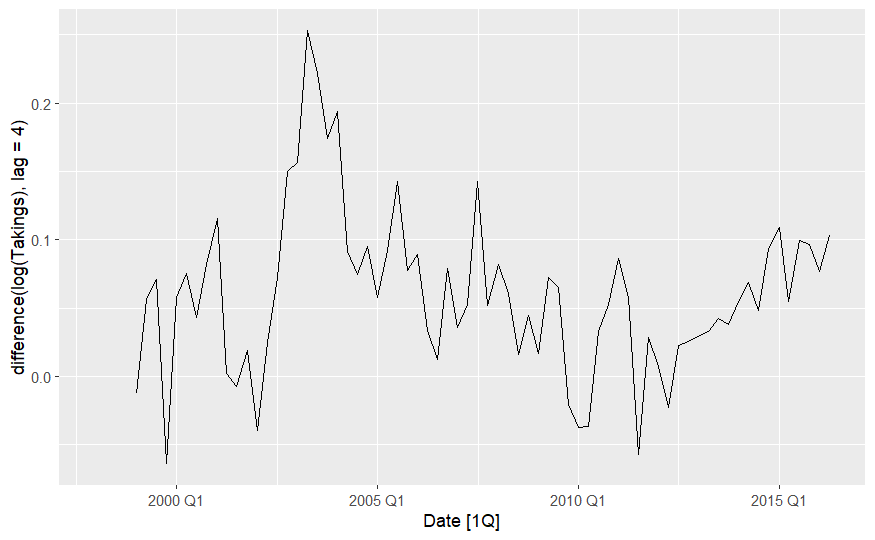 difference(log(Takings), lag = 4)
0.2
0.1
0.0
2000 Q1
2005 Q1
2010 Q1
2015 Q1
Date [1Q]